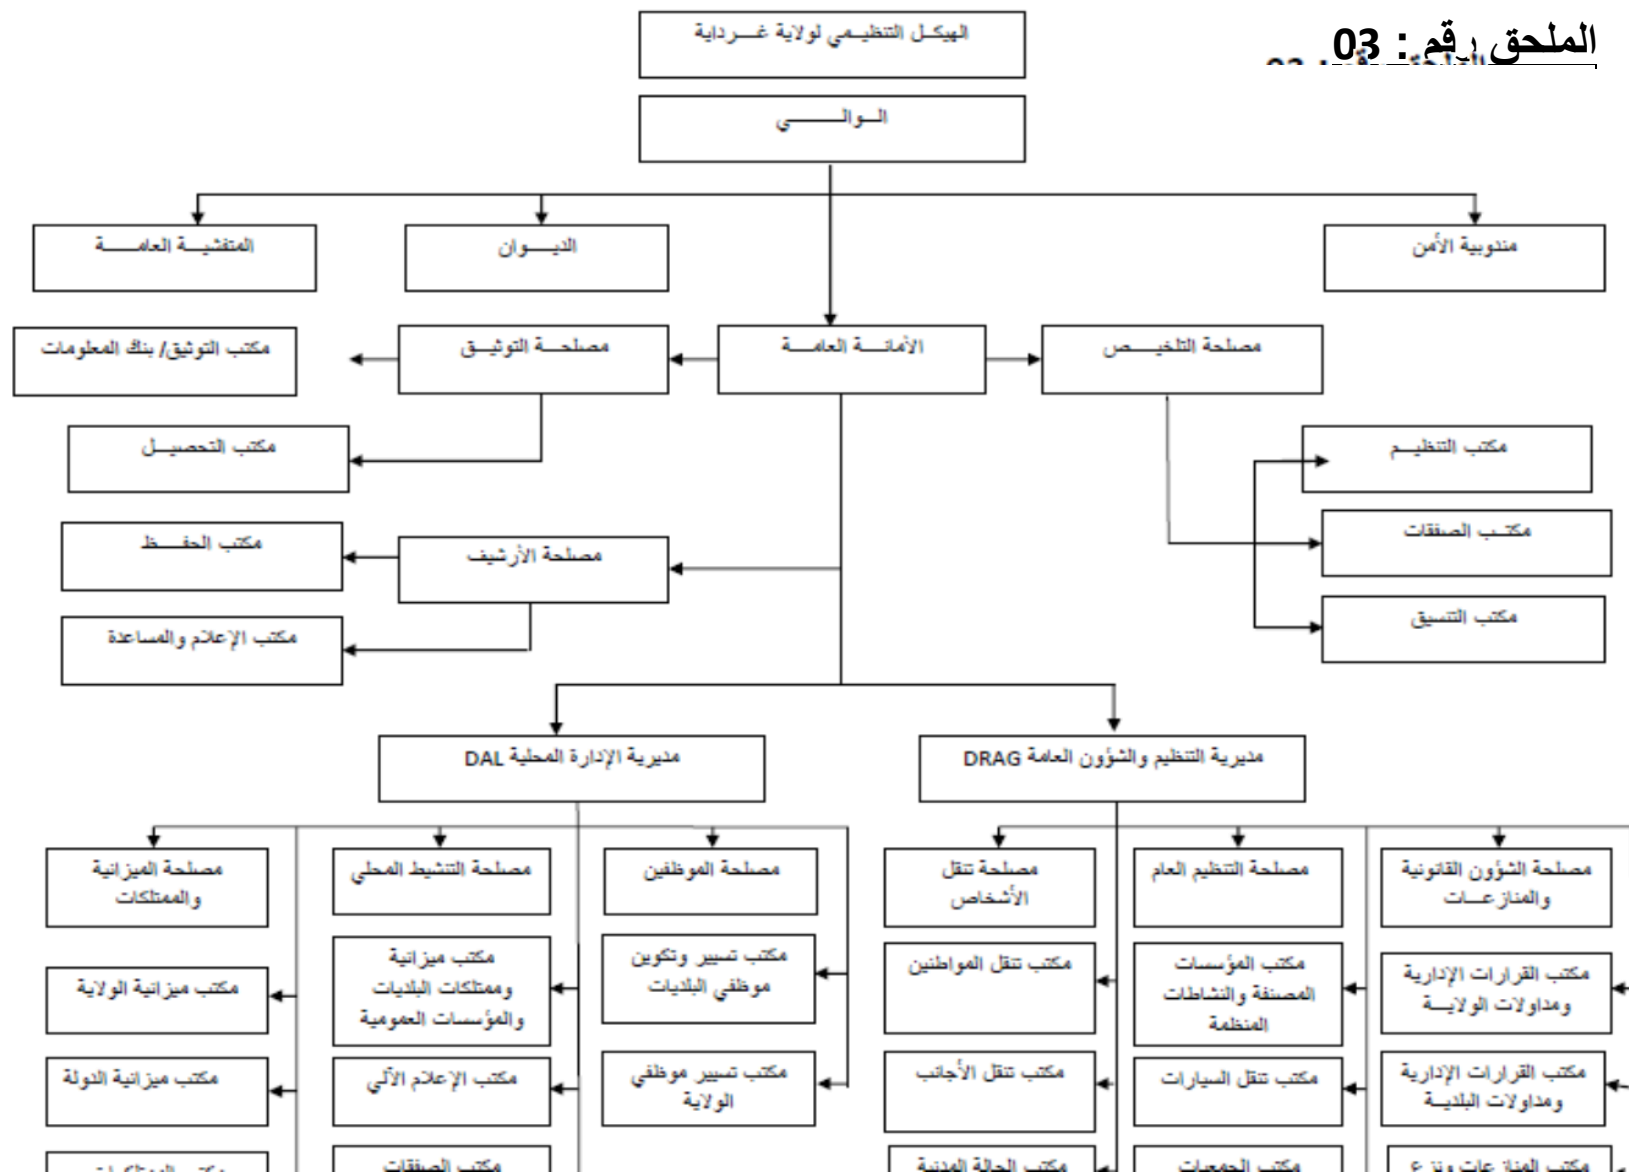 الملحق رقم : 03
الهيكل التنظيمي لولاية غرداية
الوالي
مندوبية الأمن
الديوان
المتفشية العامة
مصلحة التلخيص
الأمانة العامة
مصلحة التوثيق
مكتب التوثيق/ بنك المعلومات
مكتب التنظيم
مكتب التحصيل
مكتب الصفقات
مكتب الحفظ
مصلحة الأرشيف
مكتب التنسيق
مكتب الإعلام والمساعدة
مديرية التنظيم والشؤون العامة DRAG
مديرية الإدارة المحلية DAL
مصلحة الشؤون القانونية
والمنازعات
مصلحة التنظيم العام
مصلحة تنقل
الأشخاص
مصلحة الموظفين
مصلحة التنشيط المحلي
مصلحة الميزانية
والممتلكات
مكتب القرارات الإدارية
ومداولات الولاية
مكتب المؤسسات
المصنفة والنشاطات
المنظمة
مكتب تنقل المواطنين
مكتب تسيير وتكوين
موظفي البلديات
مكتب ميزانية
وممتلكات البلديات
والمؤسسات العمومية
مكتب ميزانية الولاية
مكتب القرارات الإدارية
ومداولات البلدية
مكتب تنقل السيارات
مكتب تنقل الأجانب
مكتب تسيير موظفي
الولاية
مكتب الإعلام الآلي
مكتب ميزانية الدولة
مكتب المنازعات ونزع
مكتب الجمعيات
مكتب الحالة المدنية
مكتب الصفقات